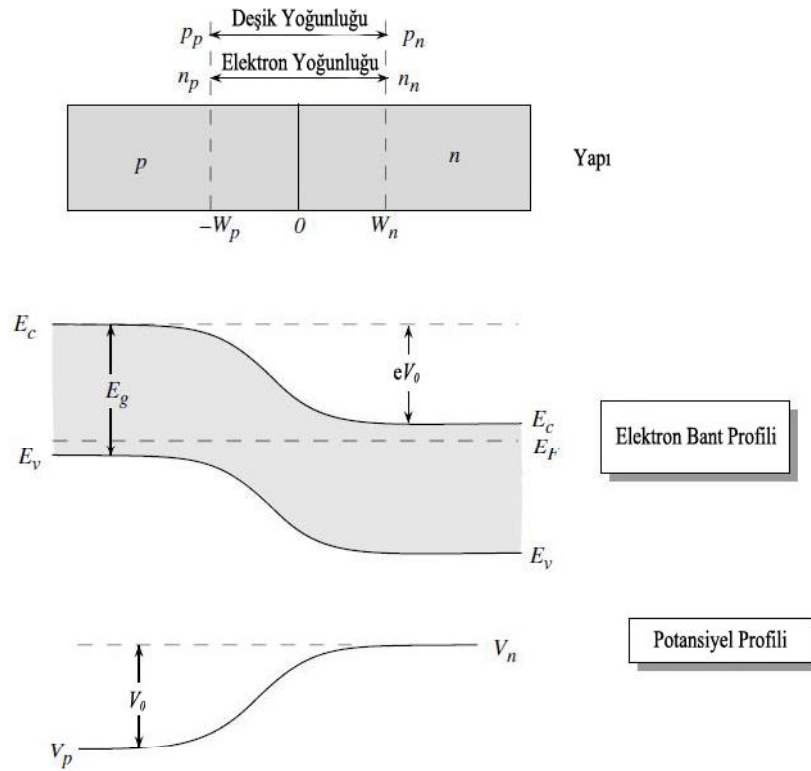 Deşik Yoğunluğu
p_p p_n
Elektron Yoğunluğu
n_p n_n
p n Yapı
−W_p 0 W_n
E_c
eV_0
E_g
E_c
E_F
E_v
E_v
Elektron Bant Profili
Potansiyel Profili
V_n
V_0
V_p